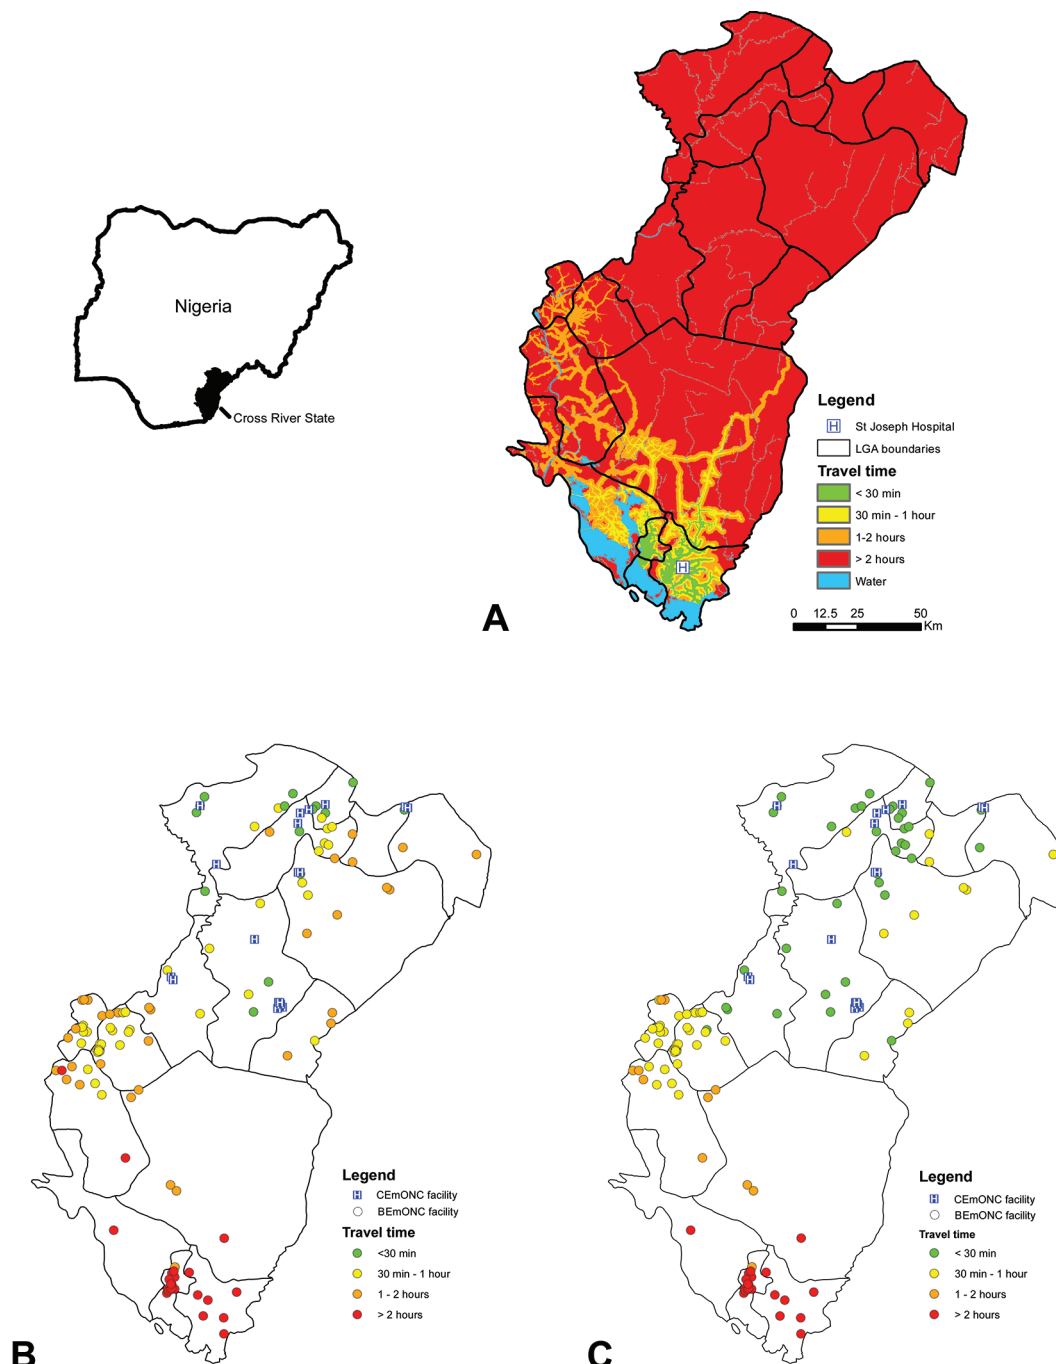 Nigeria
Cross River State
Legend
H St Joseph Hospital
LGA boundaries
Travel time
< 30 min
30 min - 1 hour
1-2 hours
> 2 hours
Water
H
0 12.5 25 50
Km
A
H
H
H
H
H
H
H
H
H
H
H
H
Legend
H CEmONC facility
BEmONC facility
Travel time
<30 min
30 min - 1 hour
1 - 2 hours
> 2 hours
B
H
H
H
H
H
H
H
H
H
H
H
H
Legend
H CEmONC facility
BEmONC facility
Travel time
< 30 min
30 min - 1 hour
1 - 2 hours
> 2 hours
C